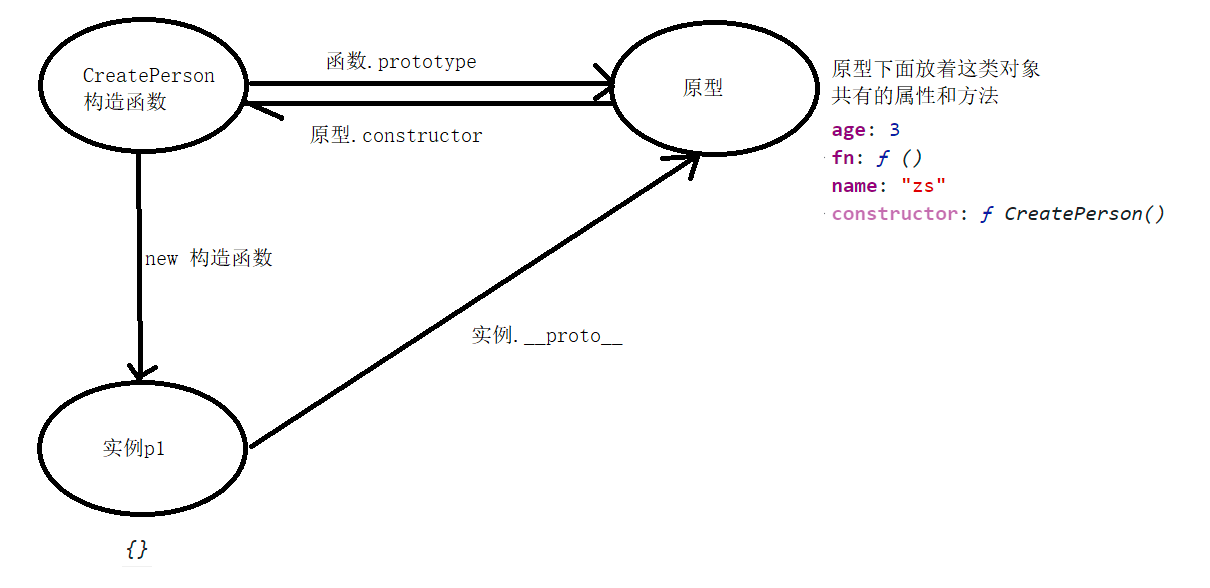 CreatePerson
构造函数
函数.prototype
原型.constructor
原型
原型下面放着这类对象
共有的属性和方法
age: 3
fn: ƒ ()
name: "zs"
constructor: ƒ CreatePerson()
new 构造函数
实例.__proto__
实例p1
{}